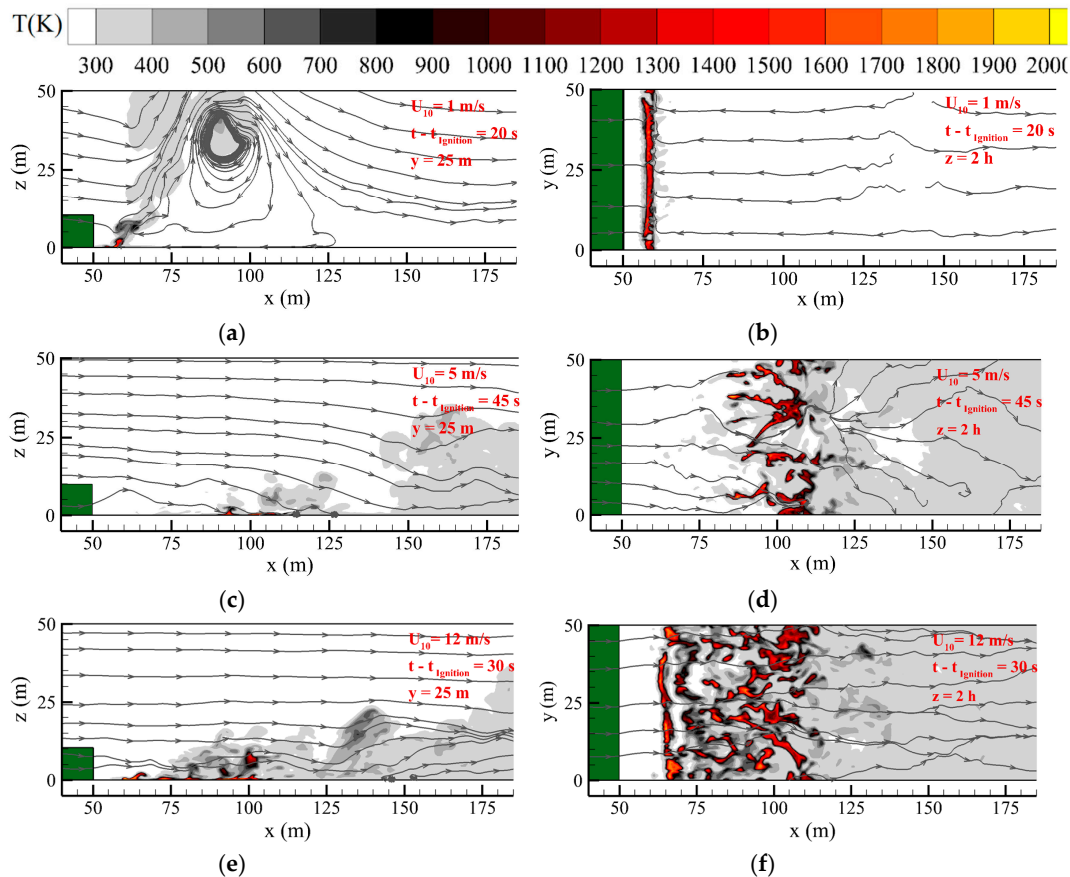 T(K)
300 400 500 600 700 800 900 1000 1100 1200 1300 1400 1500 1600 1700 1800 1900 2000
50
25
0
z (m)
U10 = 1 m/s
t - tIgnition = 20 s
y = 25 m
50 75 100 125 150 175
x (m)
(a)
50
25
0
y (m)
U10 = 1 m/s
t - tIgnition = 20 s
z = 2 h
50 75 100 125 150 175
x (m)
(b)
50
25
0
z (m)
U10 = 5 m/s
t - tIgnition = 45 s
y = 25 m
50 75 100 125 150 175
x (m)
(c)
50
25
0
y (m)
U10 = 5 m/s
t - tIgnition = 45 s
z = 2 h
50 75 100 125 150 175
x (m)
(d)
50
25
0
z (m)
U10 = 12 m/s
t - tIgnition = 30 s
y = 25 m
50 75 100 125 150 175
x (m)
(e)
50
25
0
y (m)
U10 = 12 m/s
t - tIgnition = 30 s
z = 2 h
50 75 100 125 150 175
x (m)
(f)